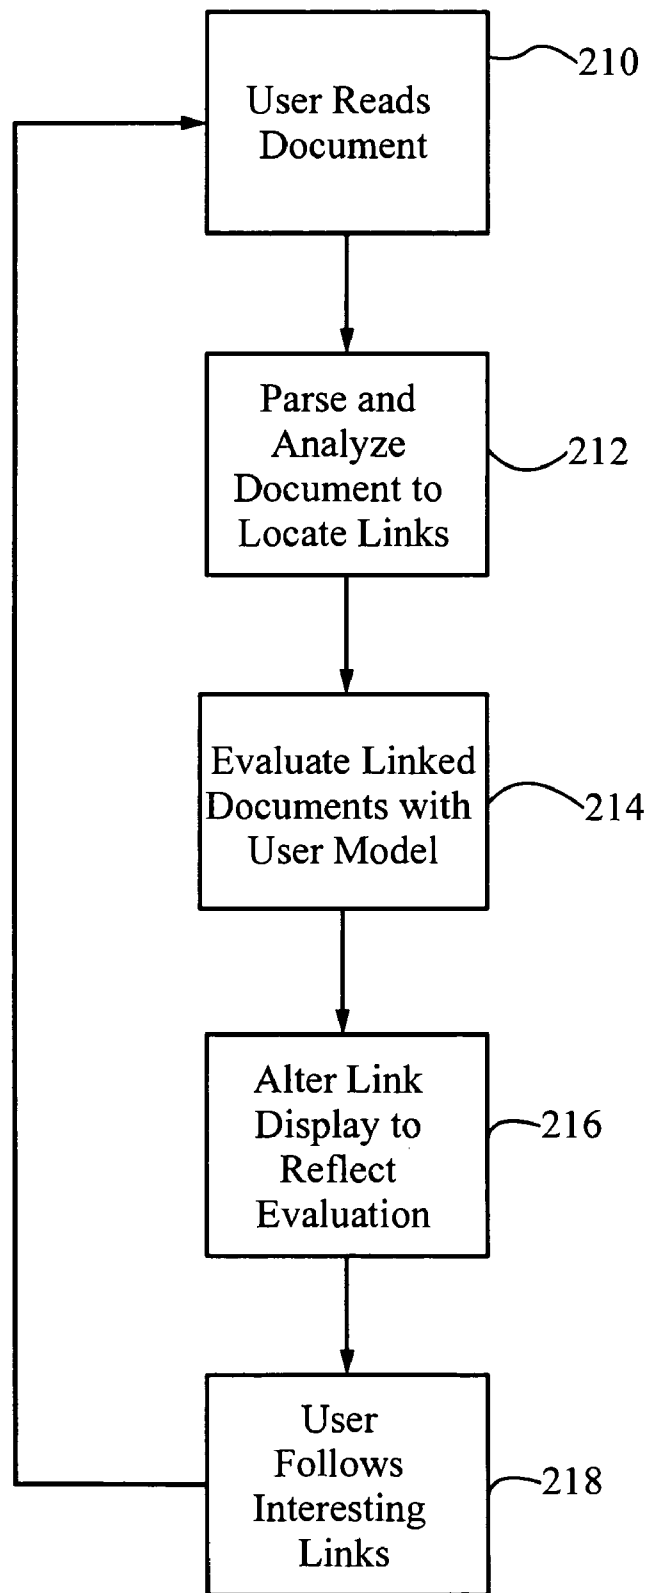 User Reads
Document
210
Parse and
Analyze
Document to
Locate Links
212
Evaluate Linked
Documents with
User Model
214
Alter Link
Display to
Reflect
Evaluation
216
User
Follows
Interesting
Links
218